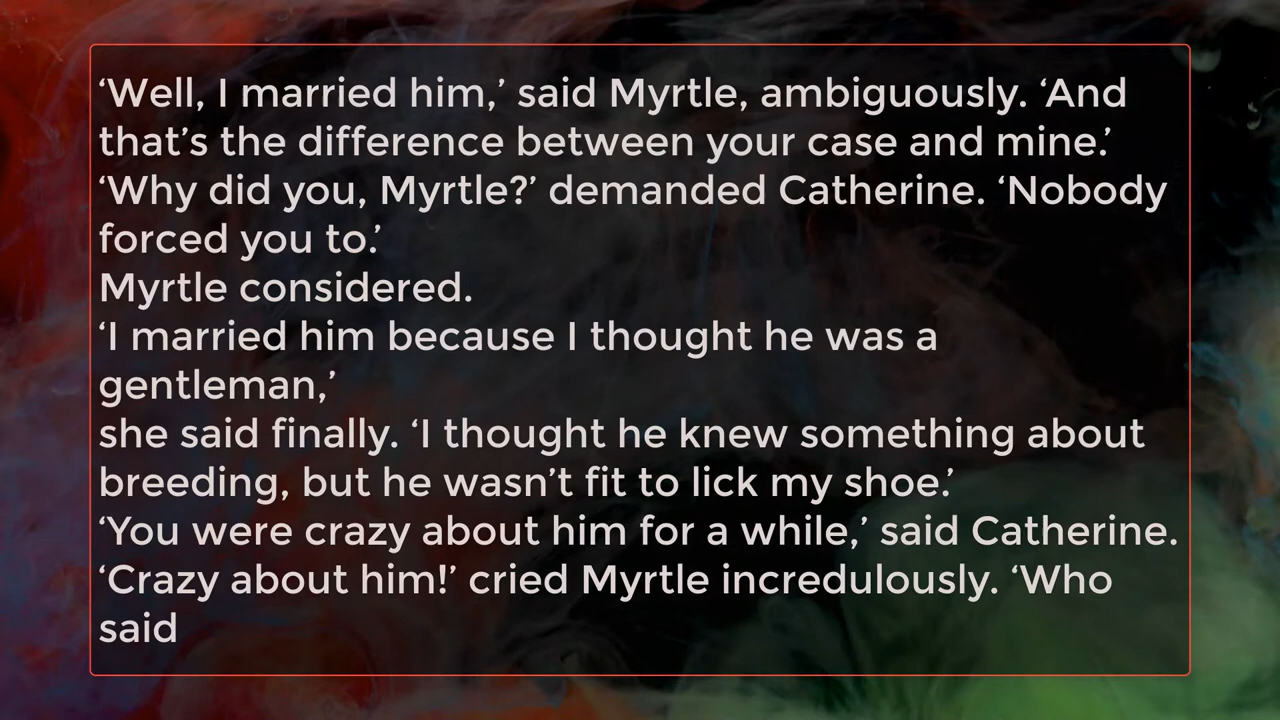 ‘Well, I married him,’ said Myrtle, ambiguously. ‘And
that’s the difference between your case and mine.’
‘Why did you, Myrtle?’ demanded Catherine. ‘Nobody
forced you to.’
Myrtle considered.
‘I married him because I thought he was a
gentleman,’
she said finally. ‘I thought he knew something about
breeding, but he wasn’t fit to lick my shoe.’
‘You were crazy about him for a while,’ said Catherine.
‘Crazy about him!’ cried Myrtle incredulously. ‘Who
said